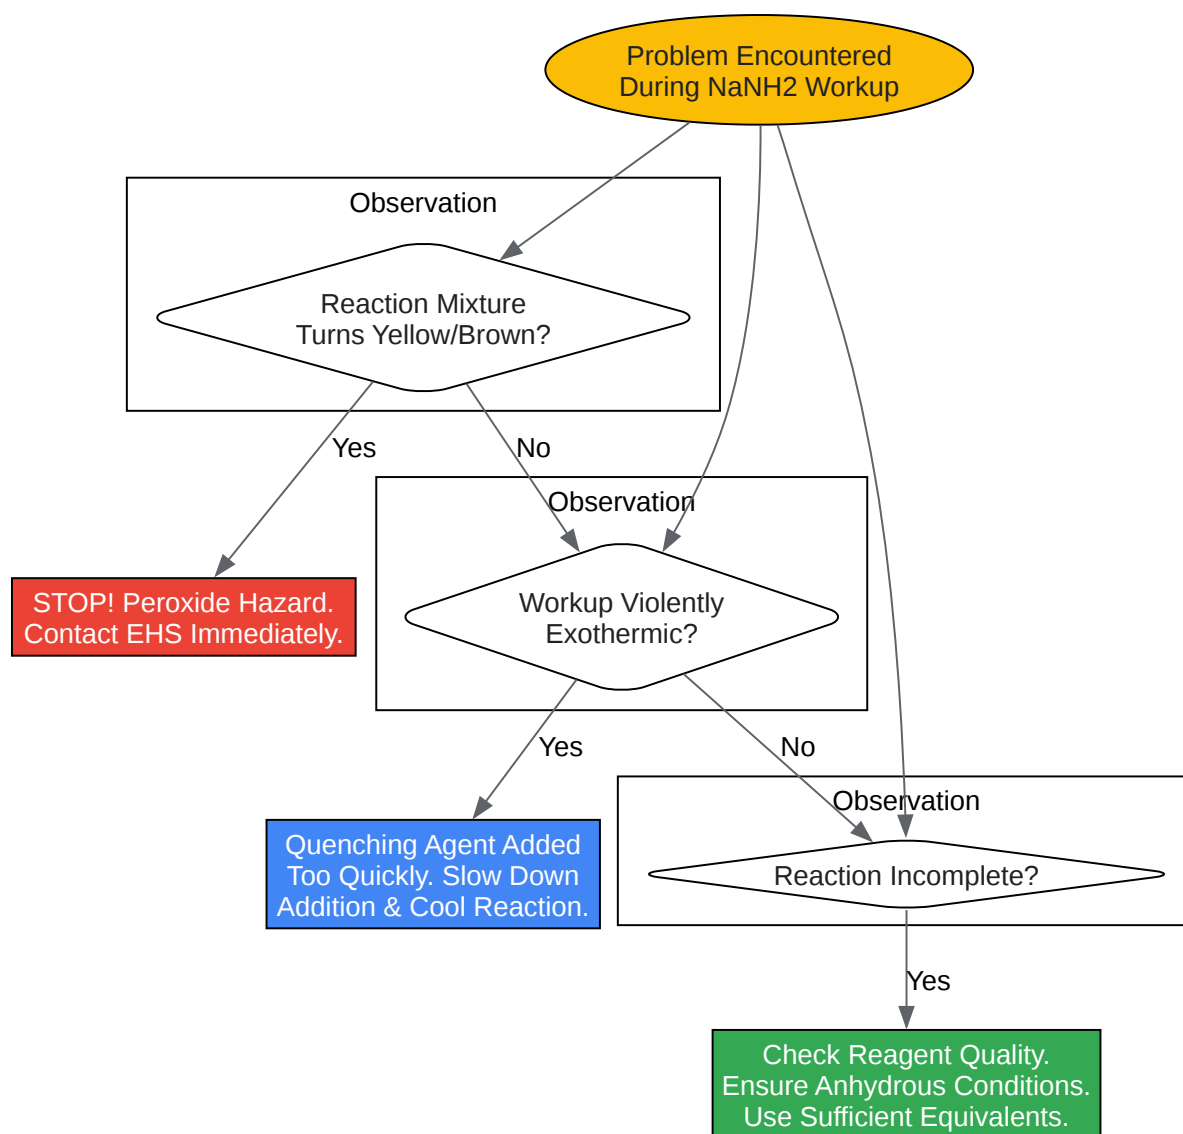 Problem Encountered
During NaNH2 Workup
Observation
Reaction Mixture
Turns Yellow/Brown?
Yes
No
Observation
STOP! Peroxide Hazard.
Contact EHS Immediately.
Workup Violently
Exothermic?
Yes
No
Observation
Quenching Agent Added
Too Quickly. Slow Down
Addition & Cool Reaction.
Reaction Incomplete?
Yes
Check Reagent Quality.
Ensure Anhydrous Conditions.
Use Sufficient Equivalents.